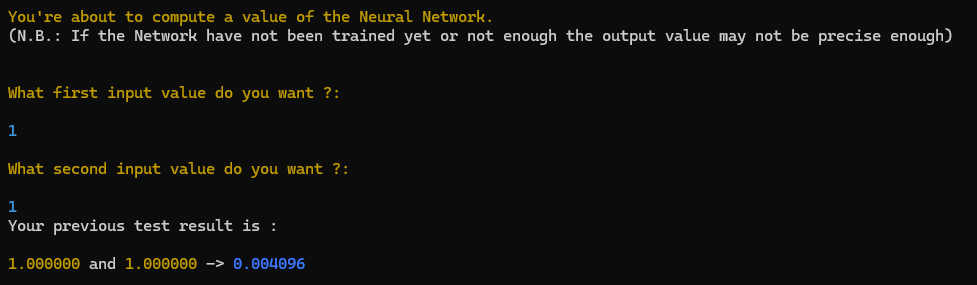 You're about to compute a value of the Neural Network.
(N.B.: If the Network have not been trained yet or not enough the output value may not be precise enough)
What first input value do you want ?:
1
What second input value do you want ?:
1
Your previous test result is :
1.000000 and 1.000000 —> 0.004096